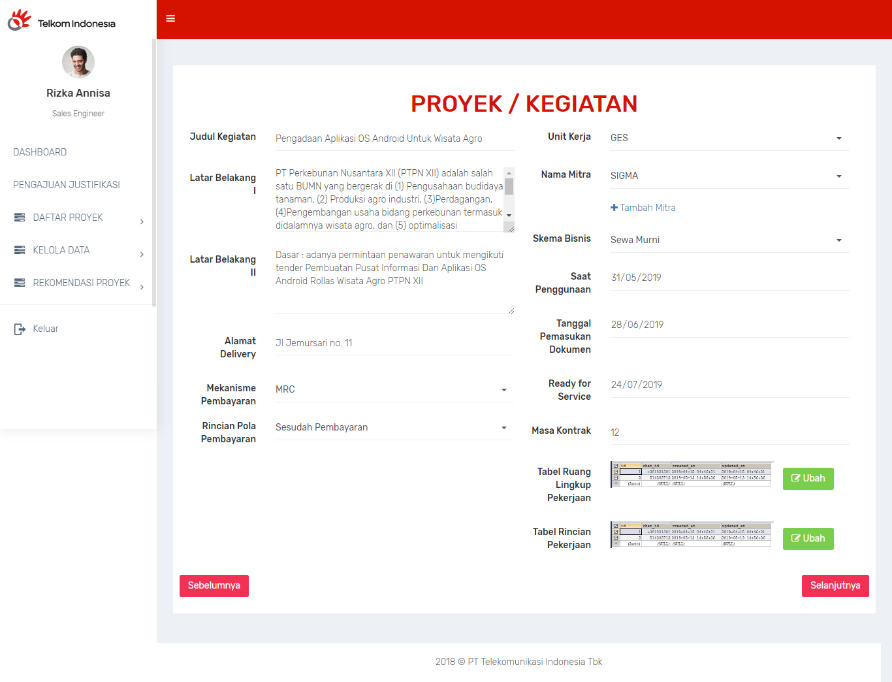 Telkom Indonesia
Rizka Annisa
Sales Engineer
DASHBOARD
PENGAJUAN JUSTIFIKASI
DAFTAR PROYEK
KELOLA DATA
REKOMENDASI PROYEK
Keluar
PROYEK / KEGIATAN
Judul Kegiatan
Pengadaan Aplikasi OS Android Untuk Wisata Agro
Latar Belakang
I
PT Perkebunan Nusantara XII (PTPN XII) adalah salah
satu BUMN yang bergerak di (1) Pengusahaan budidaya
tanaman, (2) Produksi agro industri, (3)Perdagangan,
(4)Pengembangan usaha bidang perkebunan termasuk
didalamnya wisata agro, dan (5) optimalisasi
Latar Belakang
II
Dasar : adanya permintaan penawaran untuk mengikuti
tender Pembuatan Pusat Informasi Dan Aplikasi OS
Android Rollas Wisata Agro PTPN XII
Alamat
Delivery
Jl Jemursari no. 11
Mekanisme
Pembayaran
MRC
Rincian Pola
Pembayaran
Sesudah Pembayaran
Unit Kerja
GES
Nama Mitra
SIGMA
Tambah Mitra
Skema Bisnis
Sewa Murni
Saat
Penggunaan
31/05/2019
Tanggal
Pemasukan
Dokumen
28/06/2019
Ready for
Service
24/07/2019
Masa Kontrak
12
Tabel Ruang
Lingkup
Pekerjaan
Ubah
Tabel Rincian
Pekerjaan
Ubah
Sebelumnya
Selanjutnya
2018 © PT Telekomunikasi Indonesia Tbk